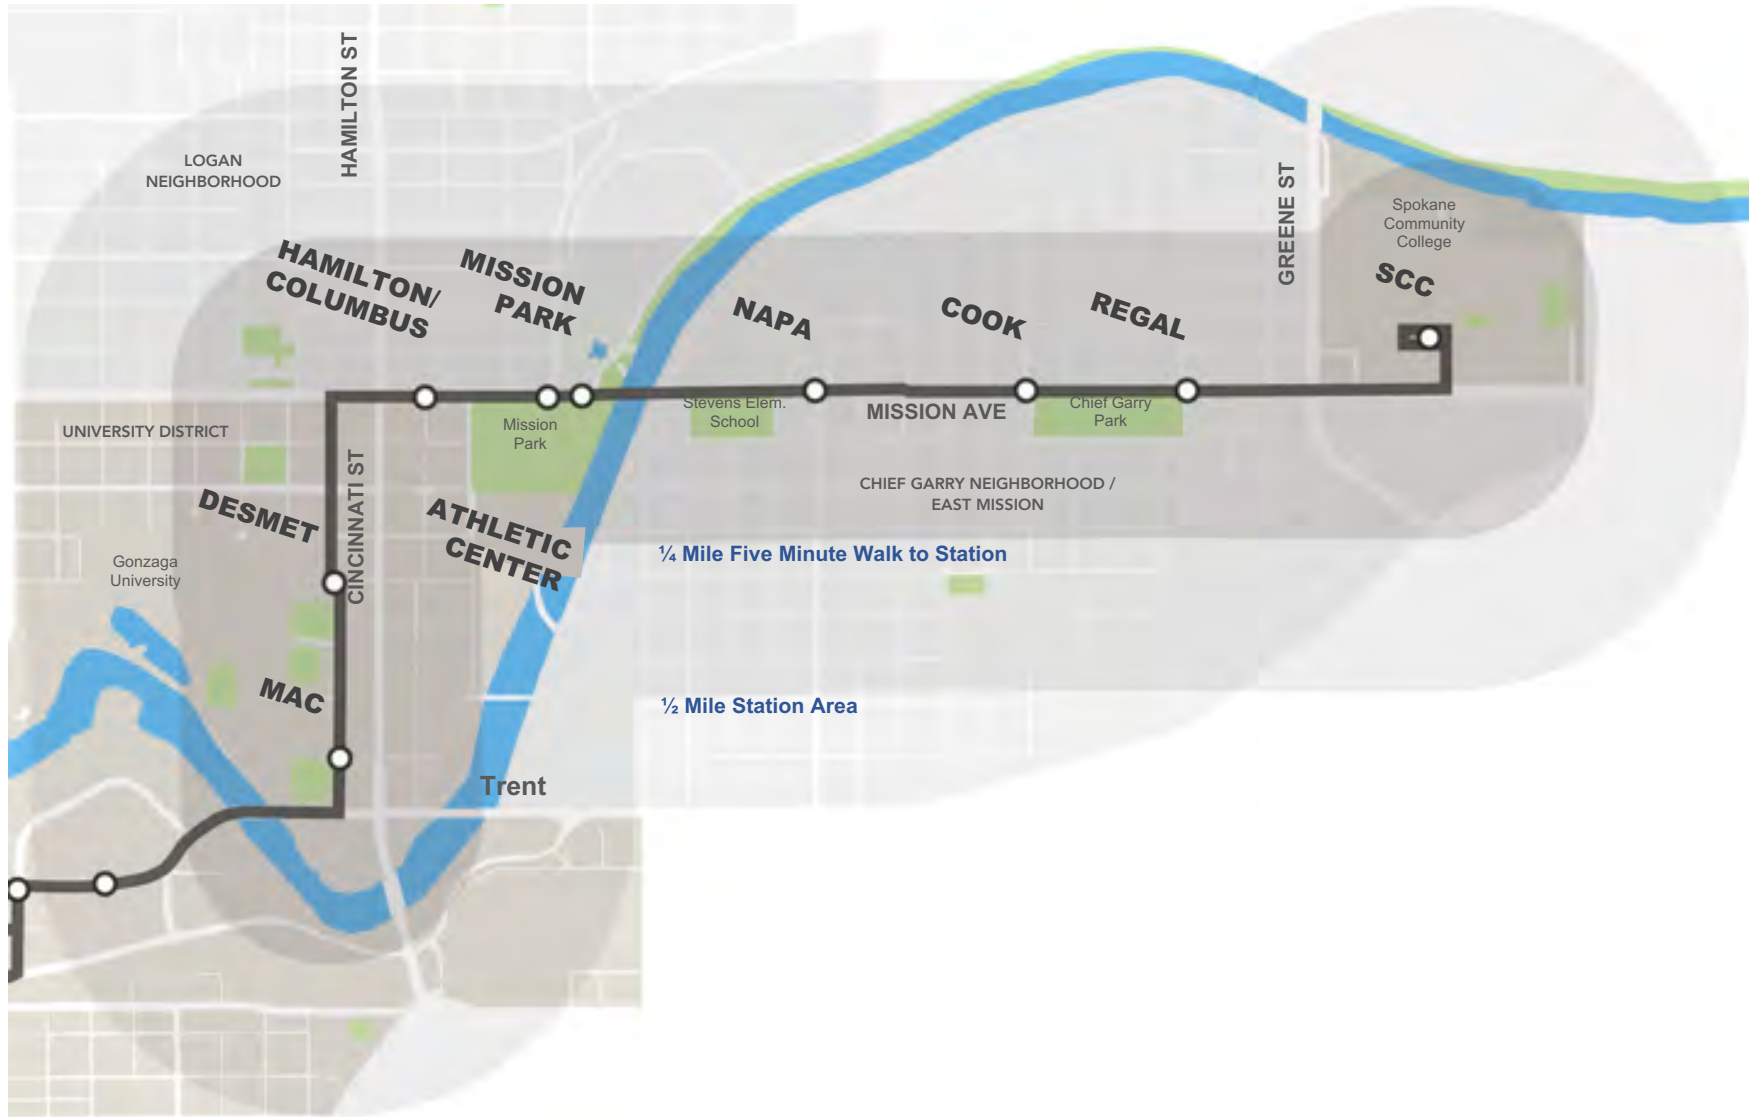 HAMILTON ST
LOGAN
NEIGHBORHOOD
GREENE ST
Spokane
Community
College
SCC
HAMILTON/
COLUMBUS
MISSION
PARK
NAPA
COOK
REGAL
UNIVERSITY DISTRICT
Mission
Park
Stevens Elem.
School
MISSION AVE
Chief Garry
Park
CINCINNATI ST
DESMET
ATHLETIC
CENTER
CHIEF GARRY NEIGHBORHOOD /
EAST MISSION
Gonzaga
University
¼ Mile Five Minute Walk to Station
MAC
½ Mile Station Area
Trent